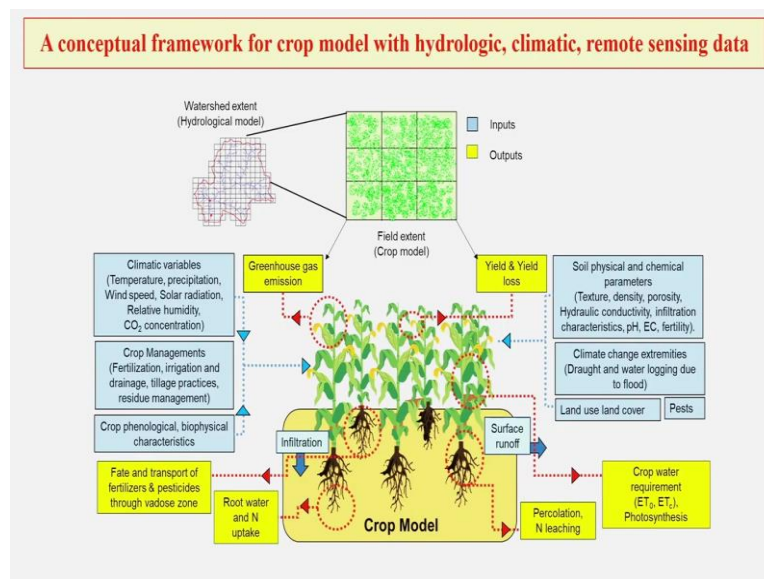 A conceptual framework for crop model with hydrologic, climatic, remote sensing data
Watershed extent
(Hydrological model)
Inputs
Outputs
Field extent
(Crop model)
Climatic variables
(Temperature, precipitation,
Wind speed, Solar radiation,
Relative humidity,
CO₂ concentration)
Greenhouse gas
emission
Yield & Yield
loss
Soil physical and chemical
parameters
(Texture, density, porosity,
Hydraulic conductivity, infiltration
characteristics, pH, EC, fertility).
Crop Managements
(Fertilization, irrigation and
drainage, tillage practices,
residue management)
Climate change extremities
(Draught and water logging due
to flood)
Land use land cover
Pests
Crop phenological, biophysical
characteristics
Infiltration
Surface
runoff
Fate and transport of
fertilizers & pesticides
through vadose zone
Root water
and N
uptake
Crop Model
Percolation,
N leaching
Crop water
requirement
(ET₀, ET꜀),
Photosynthesis